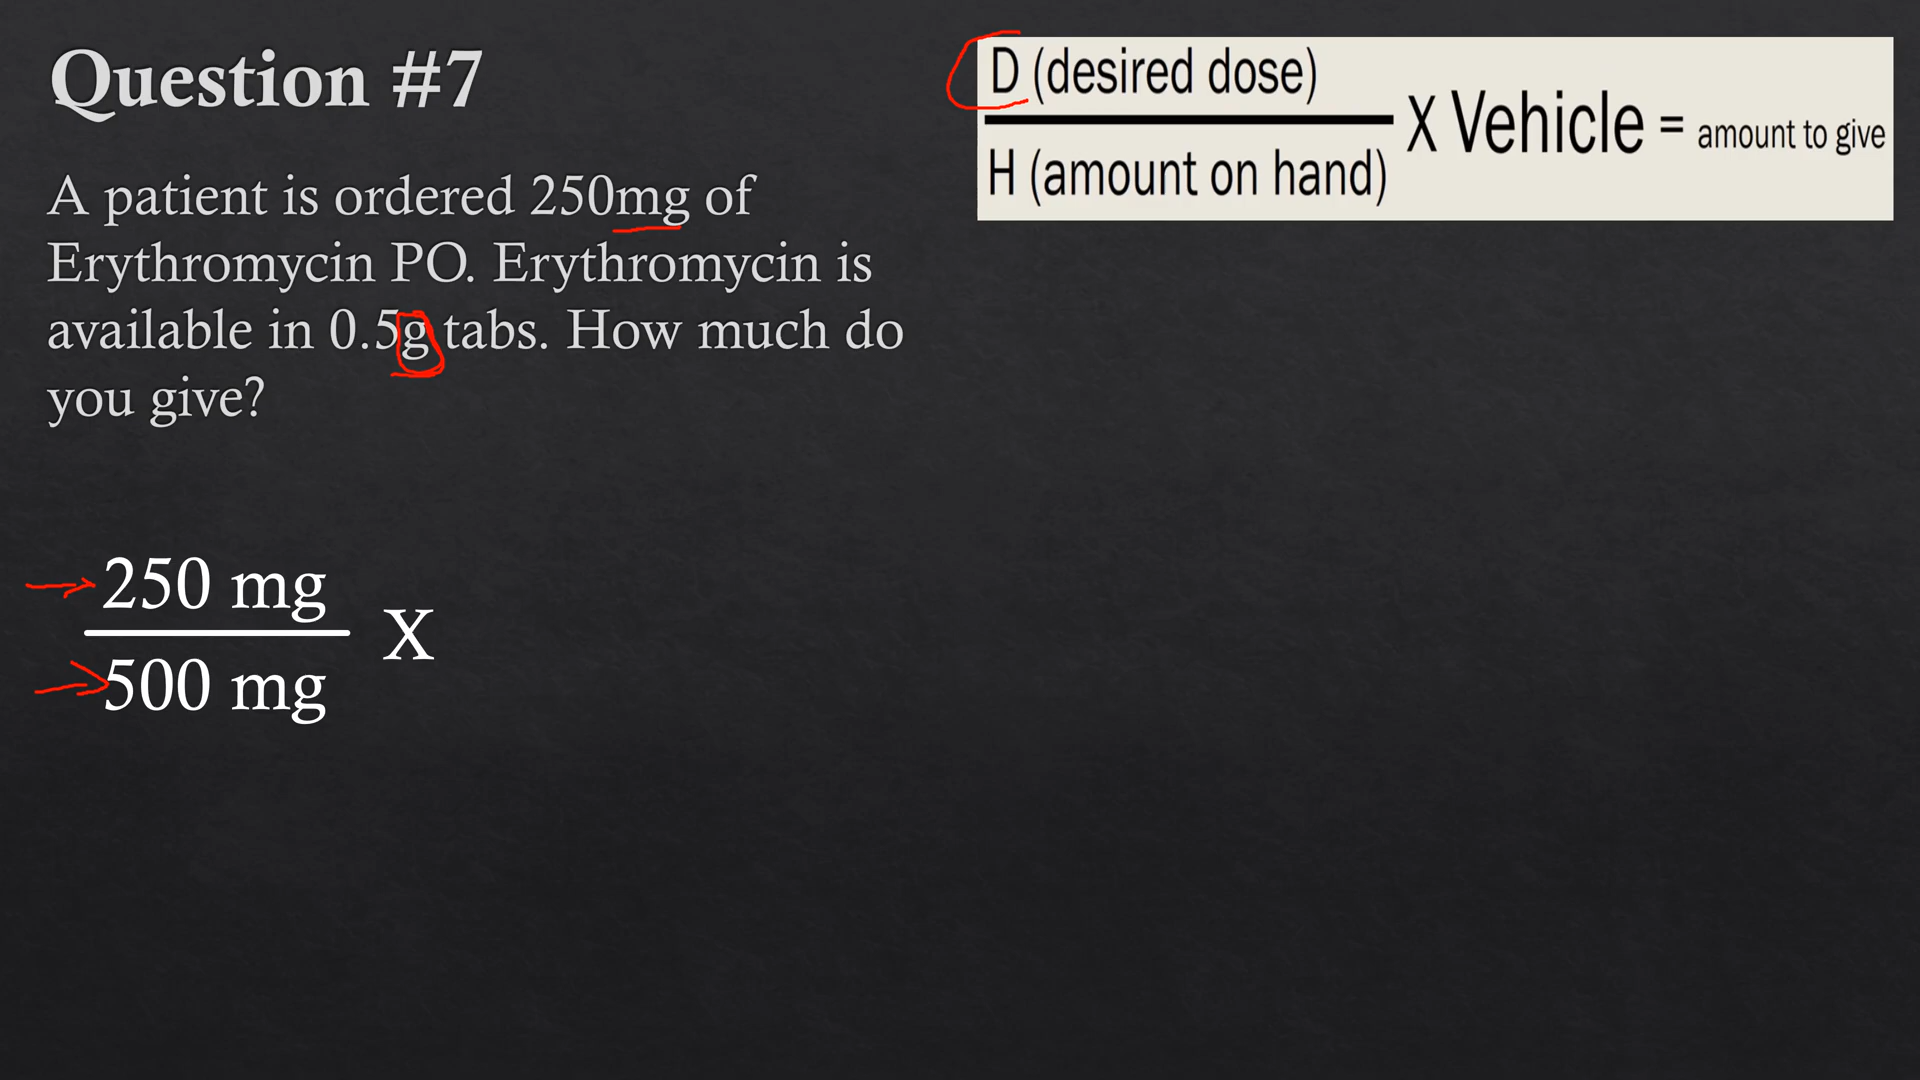 Question #7
A patient is ordered 250mg of
Erythromycin PO. Erythromycin is
available in 0.5g tabs. How much do
you give?
D (desired dose)
H (amount on hand)
X Vehicle = amount to give
250 mg
500 mg
X